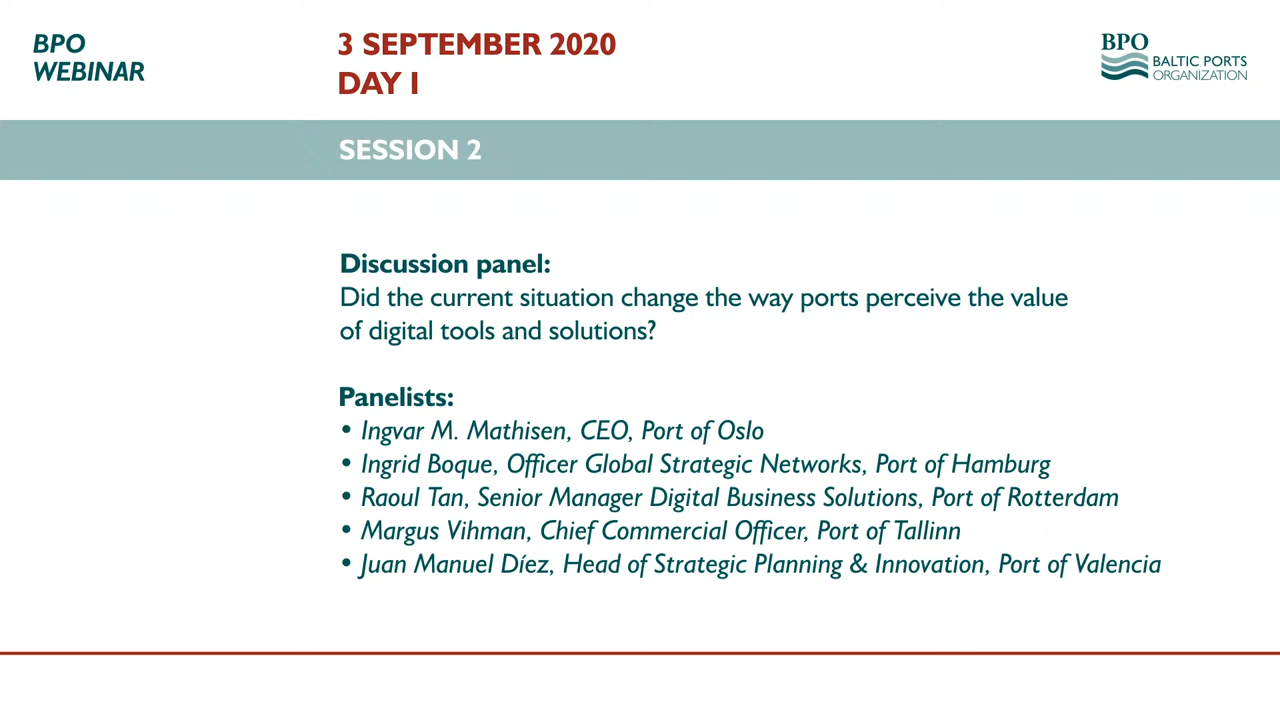 BPO
WEBINAR
3 SEPTEMBER 2020
DAY I
BPO
BALTIC PORTS
ORGANIZATION
SESSION 2
Discussion panel:
Did the current situation change the way ports perceive the value
of digital tools and solutions?
Panelists:
• Ingvar M. Mathisen, CEO, Port of Oslo
• Ingrid Boque, Officer Global Strategic Networks, Port of Hamburg
• Raoul Tan, Senior Manager Digital Business Solutions, Port of Rotterdam
• Margus Vihman, Chief Commercial Officer, Port of Tallinn
• Juan Manuel Díez, Head of Strategic Planning & Innovation, Port of Valencia